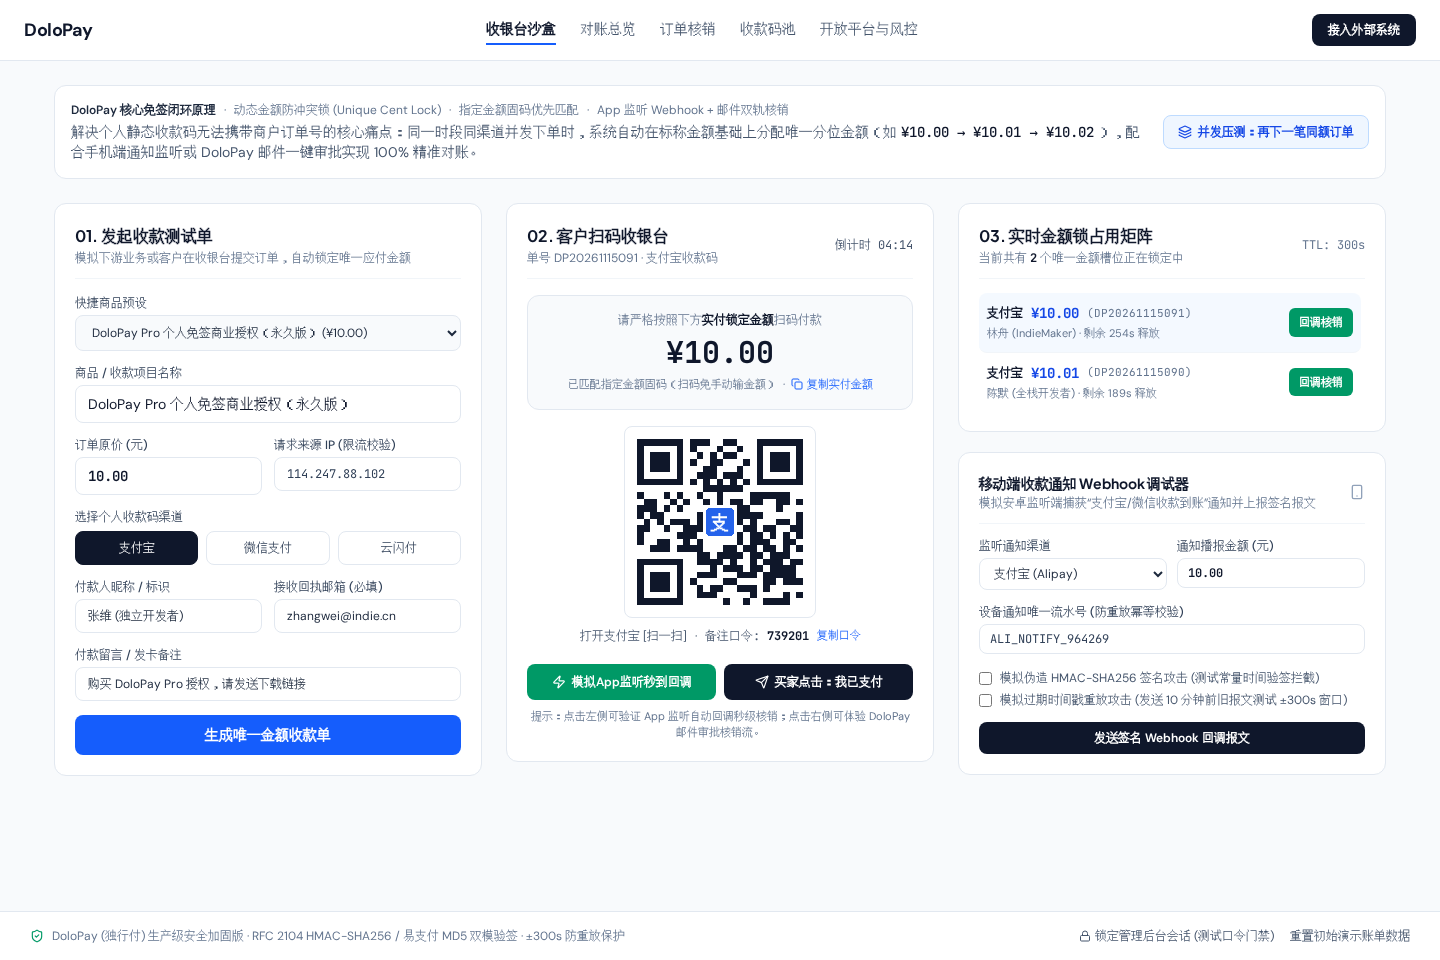 DoloPay
收银台沙盒
对账总览
订单核销
收款码池
开放平台与风控
接入外部系统
DoloPay 核心免签闭环原理 · 动态金额防冲突锁 (Unique Cent Lock) · 指定金额固码优先匹配 · App 监听 Webhook + 邮件双轨核销
解决个人静态收款码无法携带商户订单号的核心痛点：同一时段同渠道并发下单时，系统自动在标称金额基础上分配唯一分位金额（如 ¥10.00 → ¥10.01 → ¥10.02 ），配
合手机端通知监听或 DoloPay 邮件一键审批实现 100% 精准对账。
并发压测：再下一笔同额订单
01. 发起收款测试单
模拟下游业务或客户在收银台提交订单，自动锁定唯一应付金额
快捷商品预设
DoloPay Pro 个人免签商业授权（永久版） (¥10.00)
商品 / 收款项目名称
DoloPay Pro 个人免签商业授权（永久版）
订单原价 (元)
请求来源 IP (限流校验)
10.00
114.247.88.102
选择个人收款码渠道
支付宝
微信支付
云闪付
付款人昵称 / 标识
接收回执邮箱 (必填)
张维 (独立开发者)
zhangwei@indie.cn
付款留言 / 发卡备注
购买 DoloPay Pro 授权，请发送下载链接
生成唯一金额收款单
02. 客户扫码收银台
单号 DP20261115091 · 支付宝收款码
倒计时 04:14
请严格按照下方实付锁定金额扫码付款
¥10.00
已匹配指定金额固码（扫码免手动输金额） · 复制实付金额
支
打开支付宝 [扫一扫] · 备注口令: 739201 复制口令
模拟App监听秒到回调
买家点击：我已支付
提示：点击左侧可验证 App 监听自动回调秒级核销；点击右侧可体验 DoloPay
邮件审批核销流。
03. 实时金额锁占用矩阵
当前共有 2 个唯一金额槽位正在锁定中
TTL: 300s
支付宝 ¥10.00 (DP20261115091)
林舟 (IndieMaker) · 剩余 254s 释放
回调核销
支付宝 ¥10.01 (DP20261115090)
陈默 (全栈开发者) · 剩余 189s 释放
回调核销
移动端收款通知 Webhook 调试器
模拟安卓监听端捕获“支付宝/微信收款到账”通知并上报签名报文
监听通知渠道
通知播报金额 (元)
支付宝 (Alipay)
10.00
设备通知唯一流水号 (防重放幂等校验)
ALI_NOTIFY_964269
模拟伪造 HMAC-SHA256 签名攻击 (测试常量时间验签拦截)
模拟过期时间戳重放攻击 (发送 10 分钟前旧报文测试 ±300s 窗口)
发送签名 Webhook 回调报文
DoloPay (独行付) 生产级安全加固版 · RFC 2104 HMAC-SHA256 / 易支付 MD5 双模验签 · ±300s 防重放保护
锁定管理后台会话 (测试口令门禁)
重置初始演示账单数据